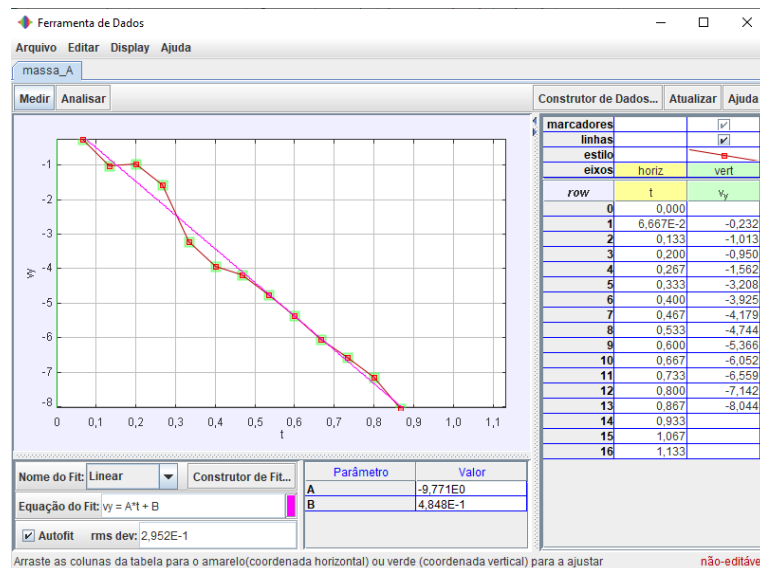 Ferramenta de Dados
Arquivo Editar Display Ajuda
massa_A
Medir Analisar Construtor de Dados... Atualizar Ajuda
-1
-2
-3
-4
-5
-6
-7
-8
vy
0 0,1 0,2 0,3 0,4 0,5 0,6 0,7 0,8 0,9 1,0 1,1
t
marcadores
linhas
estilo
eixos horiz vert
row t vy
0 0,000
1 6,667E-2 -0,232
2 0,133 -1,013
3 0,200 -0,950
4 0,267 -1,562
5 0,333 -3,208
6 0,400 -3,925
7 0,467 -4,179
8 0,533 -4,744
9 0,600 -5,366
10 0,667 -6,052
11 0,733 -6,559
12 0,800 -7,142
13 0,867 -8,044
14 0,933
15 1,067
16 1,133
Nome do Fit: Linear Construtor de Fit...
Equação do Fit: vy = A*t + B
Autofit rms dev: 2,952E-1
Parâmetro Valor
A -9,771E0
B 4,848E-1
Arraste as colunas da tabela para o amarelo(coordenada horizontal) ou verde (coordenada vertical) para a ajustar não-editáve